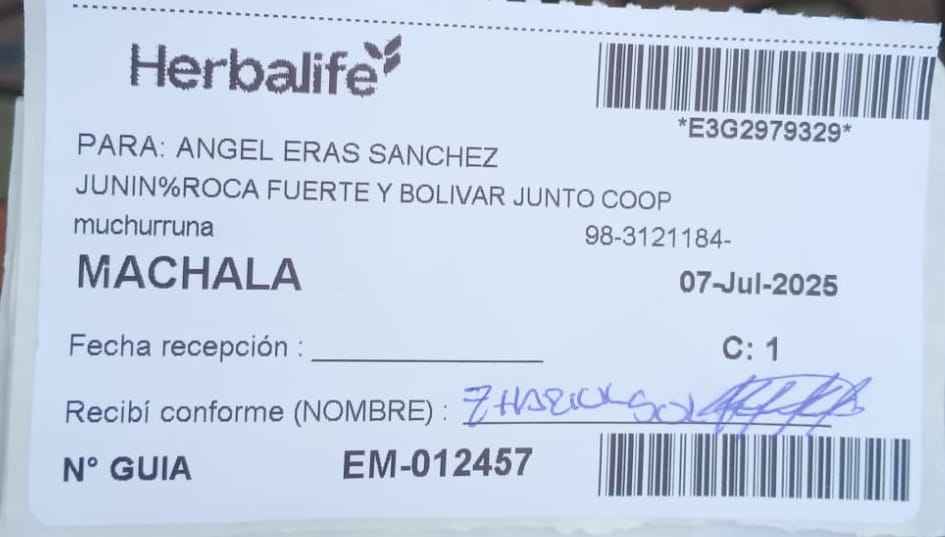 Herbalife
*E3G2979329*
PARA: ANGEL ERAS SANCHEZ
JUNIN%ROCA FUERTE Y BOLIVAR JUNTO COOP
muchurruna
98-3121184-
MACHALA
07-Jul-2025
Fecha recepción :
C: 1
Recibí conforme (NOMBRE) :
N° GUIA
EM-012457